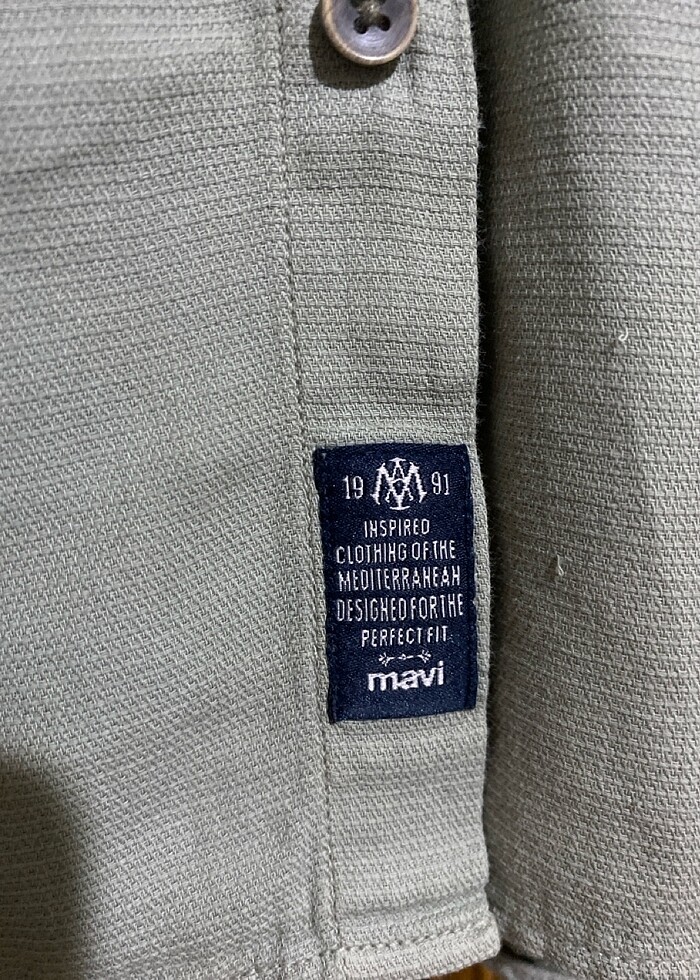 19 91
INSPIRED
CLOTHING OF THE
MEDITERRANEAN
DESIGNED FOR THE
PERFECT FIT
mavi